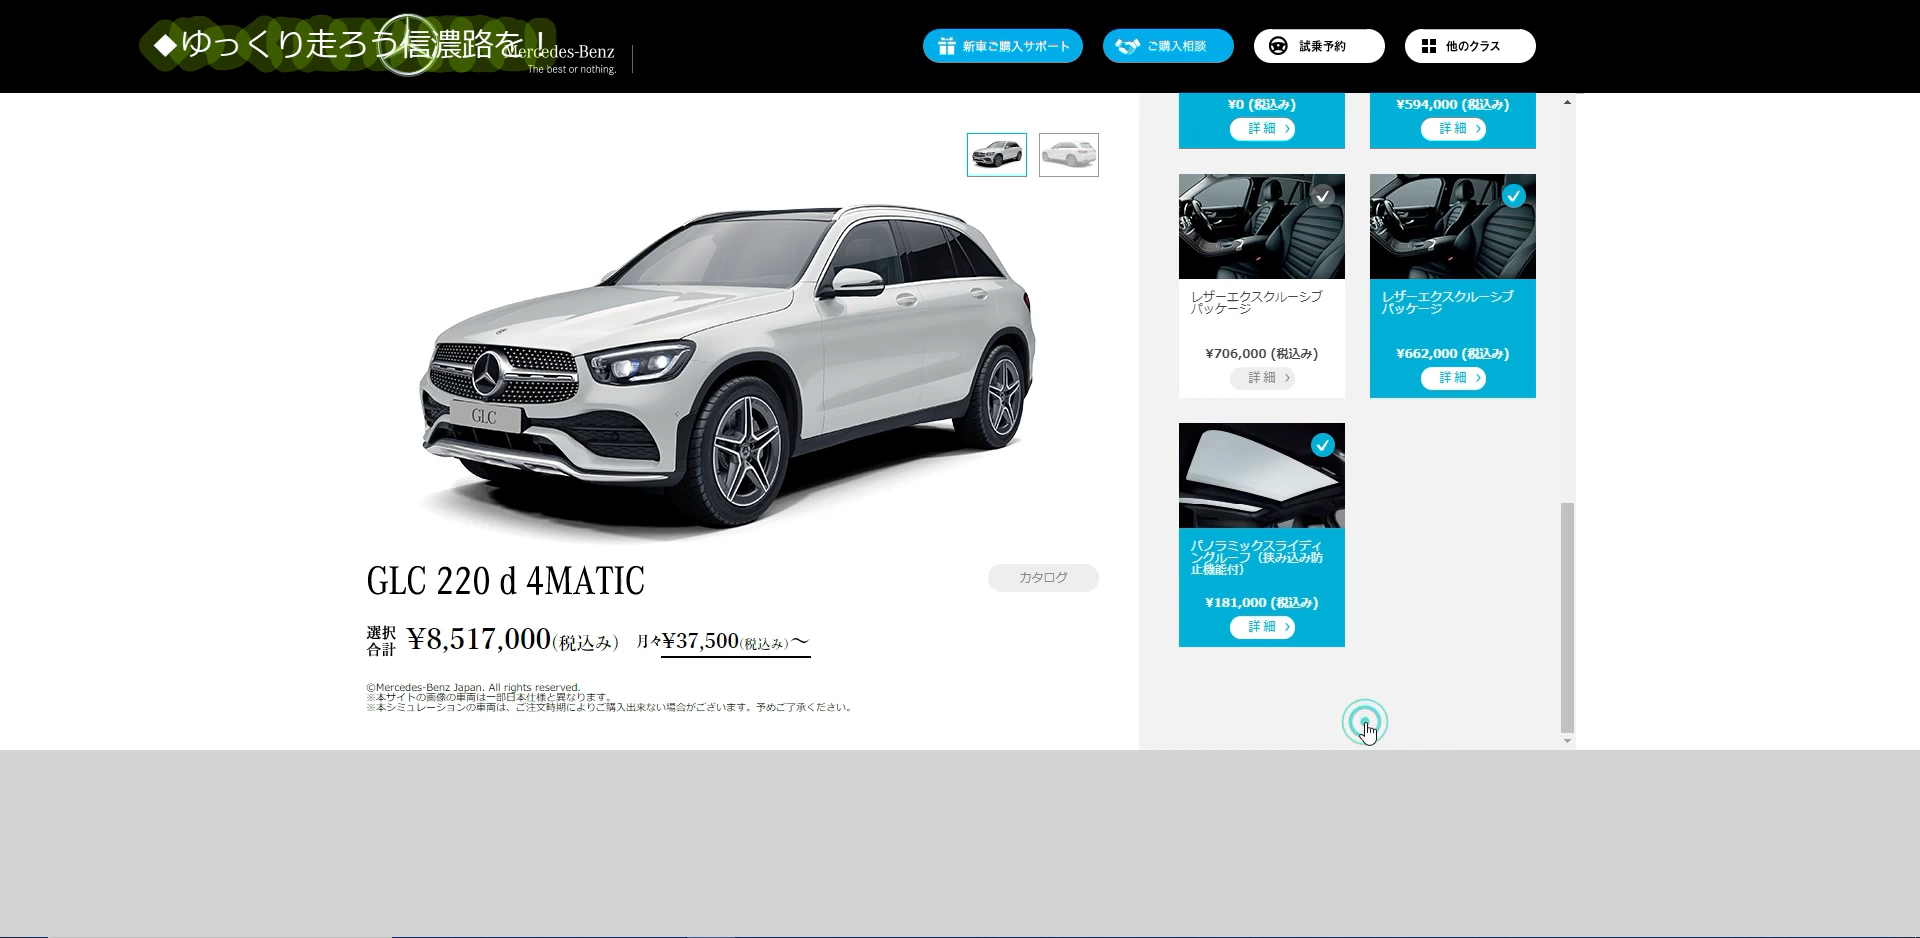 ◆ゆっくり走ろう信濃路を！
Mercedes-Benz
The best or nothing.
新車ご購入サポート
ご購入相談
試乗予約
他のクラス
¥0 (税込み)
詳 細
¥594,000 (税込み)
詳 細
レザーエクスクルーシブ
パッケージ
¥706,000 (税込み)
詳 細
レザーエクスクルーシブ
パッケージ
¥662,000 (税込み)
詳 細
パノラミックスライディ
ングルーフ（挟み込み防
止機能付）
¥181,000 (税込み)
詳 細
GLC
GLC 220 d 4MATIC
カタログ
選択
合計 ¥8,517,000(税込み) 月々¥37,500(税込み)～
©Mercedes-Benz Japan. All rights reserved.
※本サイトの画像の車両は一部日本仕様と異なります。
※本シミュレーションの車両は、ご注文時期によりご購入出来ない場合がございます。予めご了承ください。